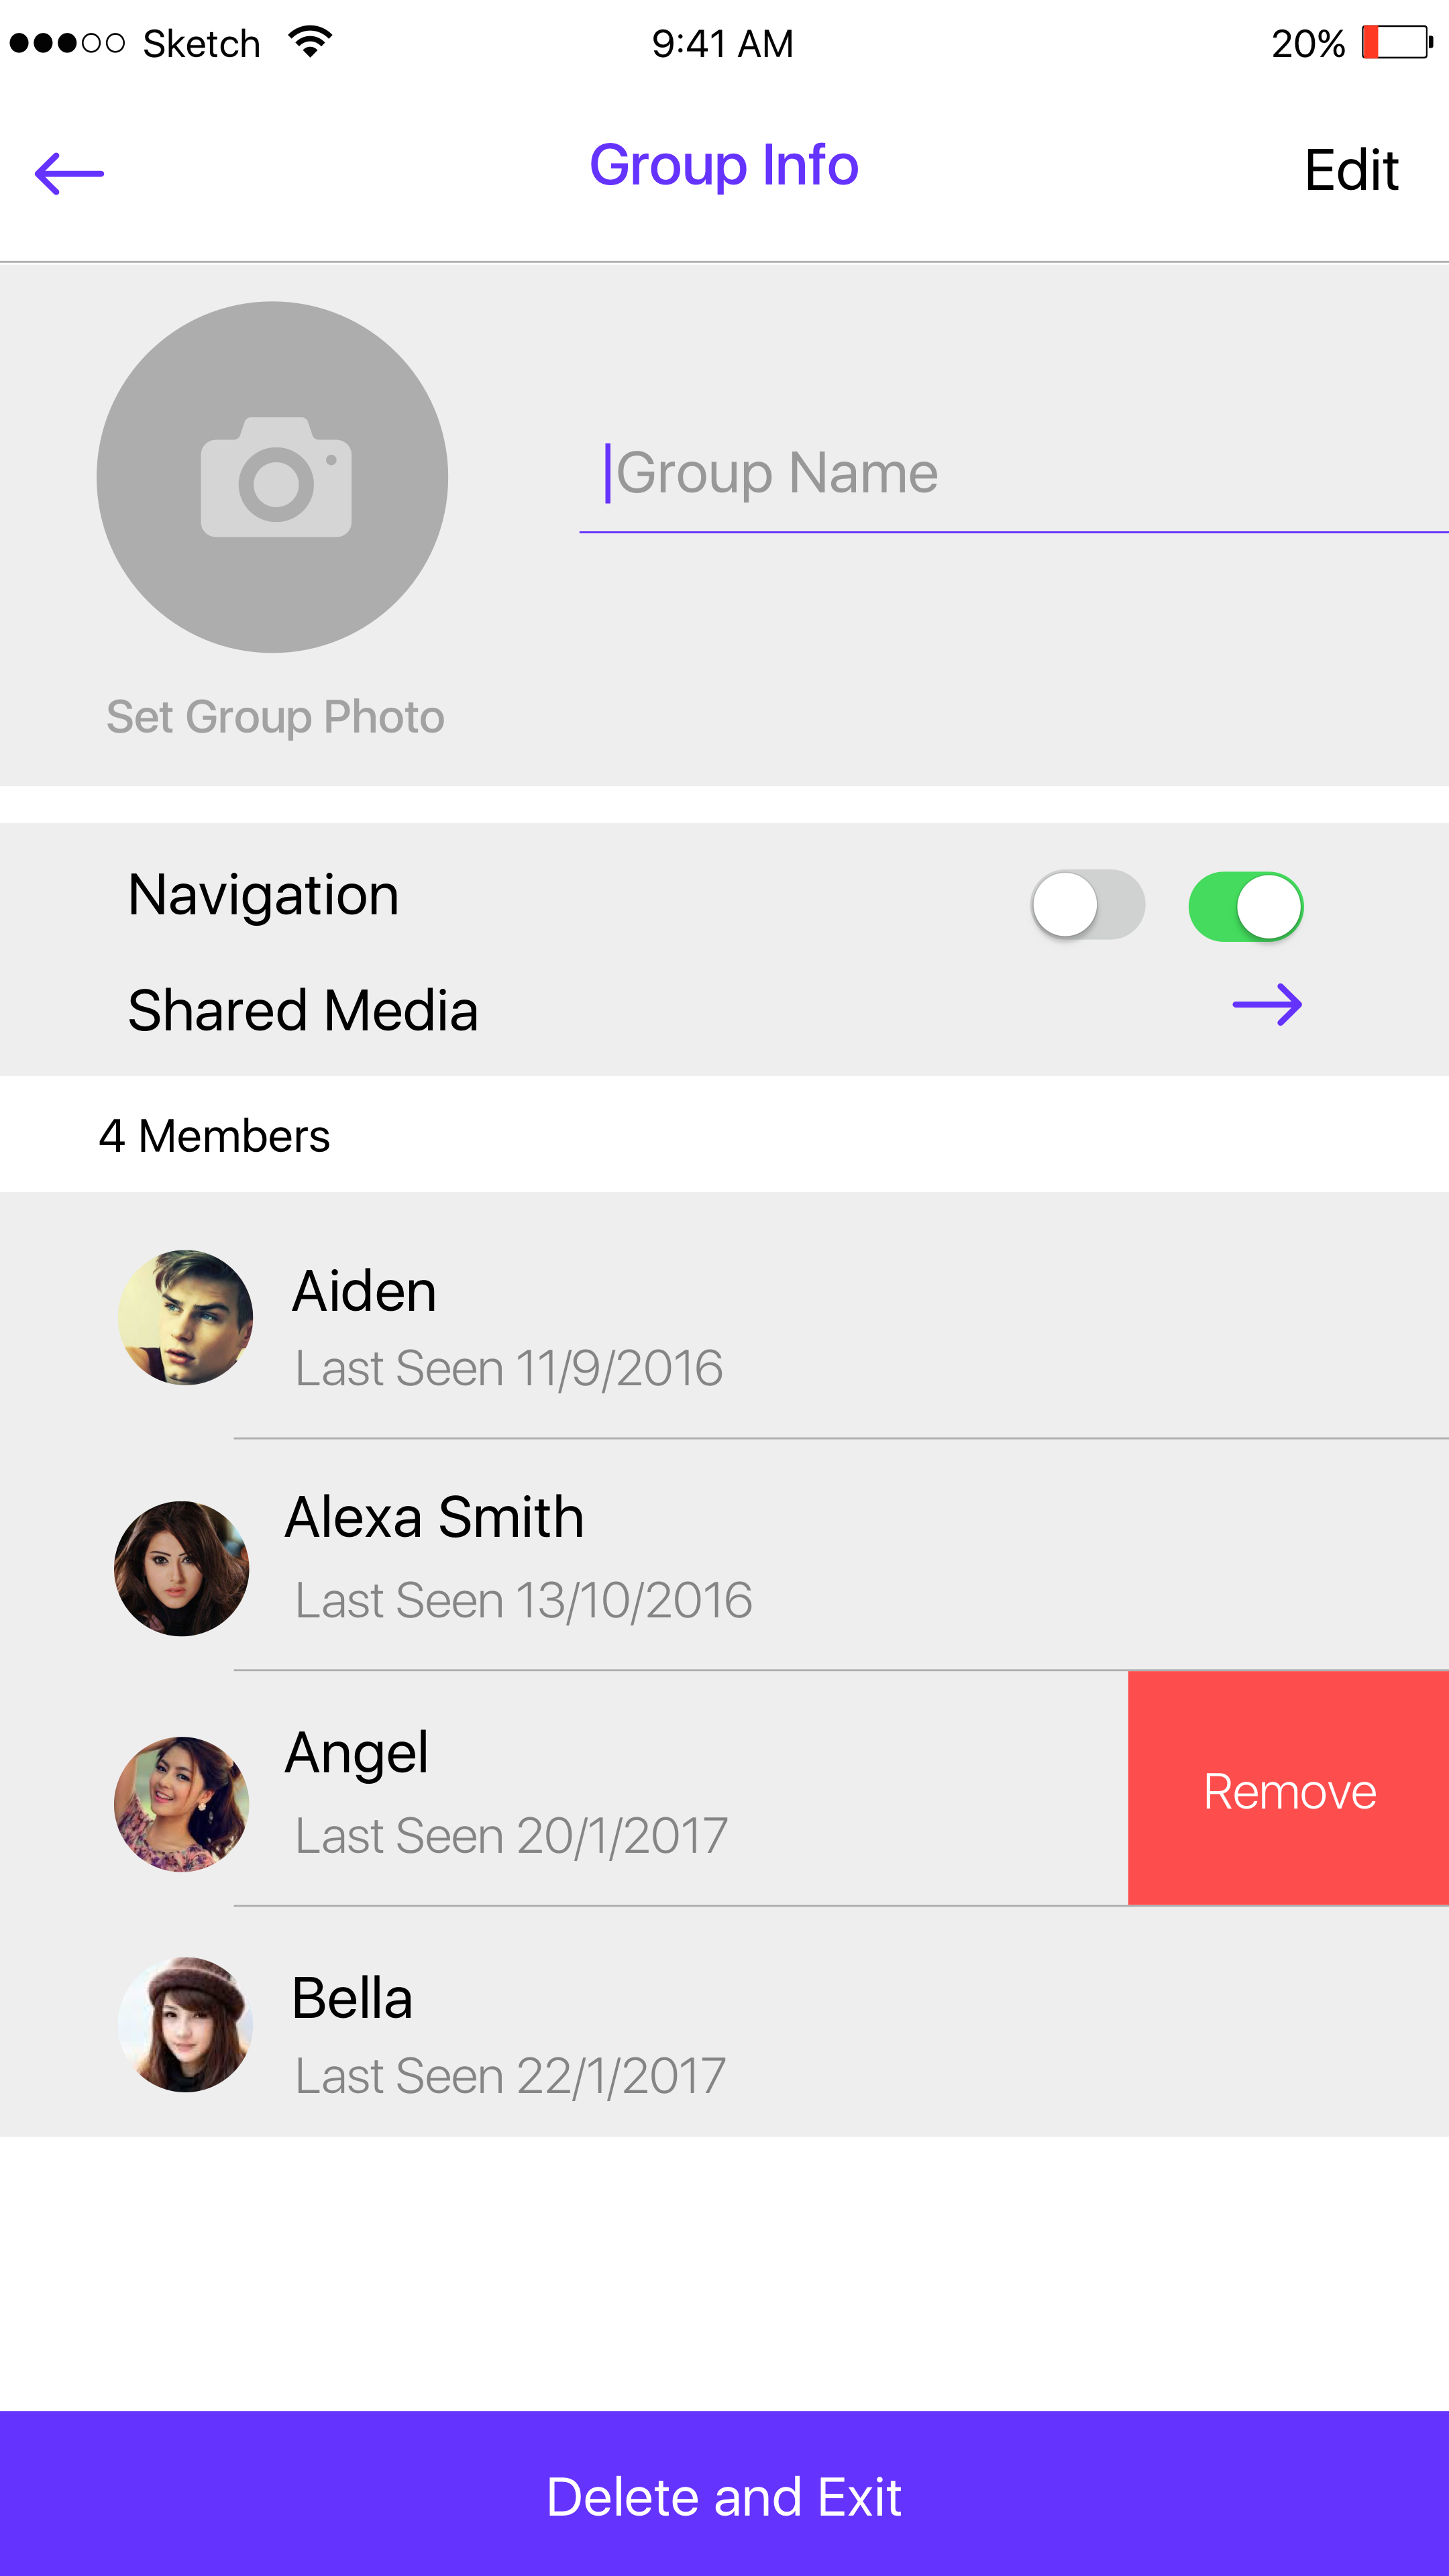 Sketch 9:41 AM 20%
Group Info Edit
Group Name
Set Group Photo
Navigation
Shared Media
4 Members
Aiden
Last Seen 11/9/2016
Alexa Smith
Last Seen 13/10/2016
Angel
Last Seen 20/1/2017
Remove
Bella
Last Seen 22/1/2017
Delete and Exit